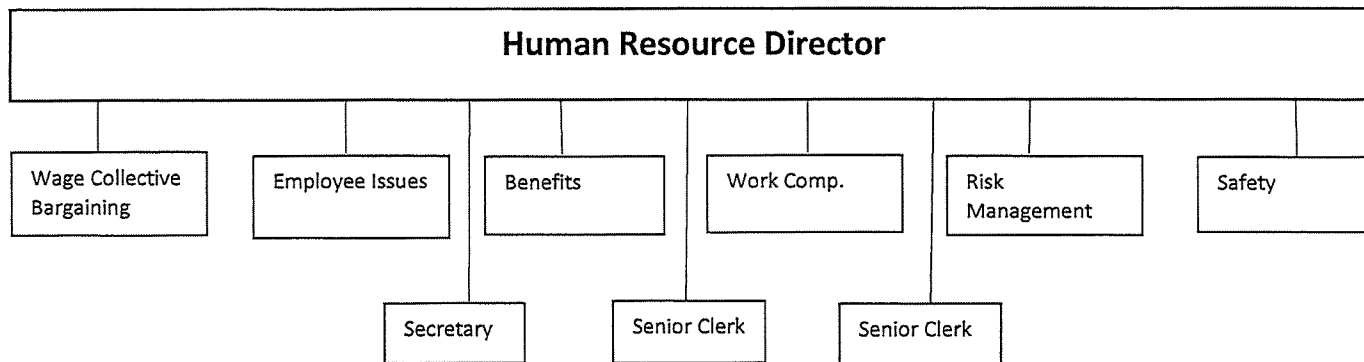 Human Resource Director
Wage Collective
Bargaining
Employee Issues
Benefits
Work Comp.
Risk
Management
Safety
Secretary
Senior Clerk
Senior Clerk